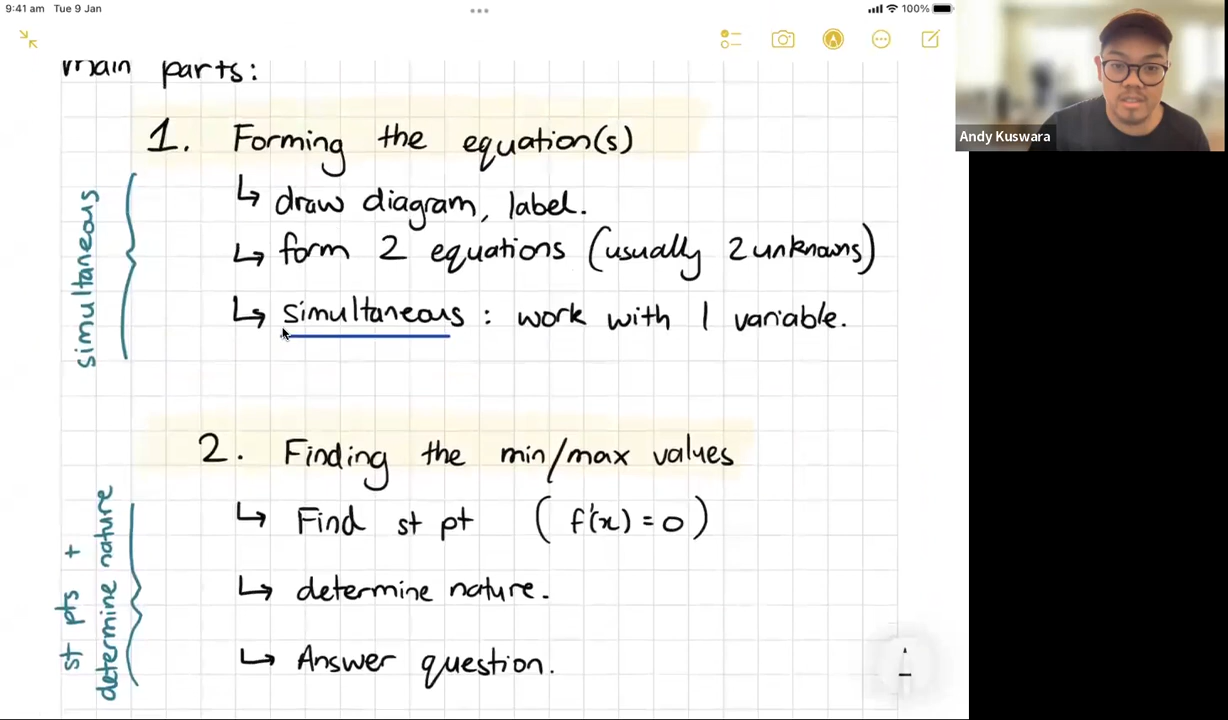 9:41 am Tue 9 Jan
100%
main parts:
1. Forming the equation(s)
↳ draw diagram, label.
↳ form 2 equations (usually 2 unknowns)
↳ simultaneous : work with 1 variable.
simultaneous
2. Finding the min/max values
↳ Find st pt ( f'(x) = 0 )
↳ determine nature.
↳ Answer question.
st pts +
determine nature
Andy Kuswara